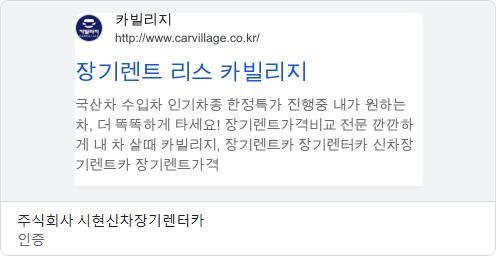 카빌리지
카빌리지
http://www.carvillage.co.kr/
장기렌트 리스 카빌리지
국산차 수입차 인기차종 한정특가 진행중 내가 원하는
차, 더 똑똑하게 타세요! 장기렌트가격비교 전문 깐깐하
게 내 차 살때 카빌리지, 장기렌트카 장기렌터카 신차장
기렌트카 장기렌트가격
주식회사 시현신차장기렌터카
인증